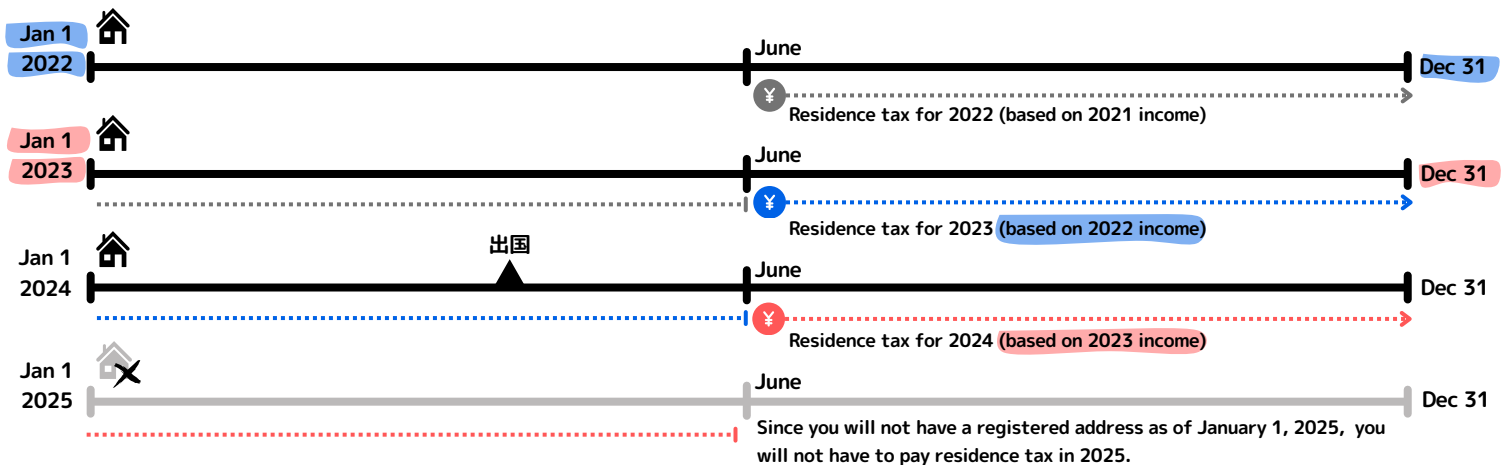 Jan 1
2022
June
Dec 31
¥
Residence tax for 2022 (based on 2021 income)
Jan 1
2023
June
Dec 31
¥
Residence tax for 2023 (based on 2022 income)
出国
Jan 1
2024
June
Dec 31
¥
Residence tax for 2024 (based on 2023 income)
Jan 1
2025
June
Dec 31
Since you will not have a registered address as of January 1, 2025, you
will not have to pay residence tax in 2025.